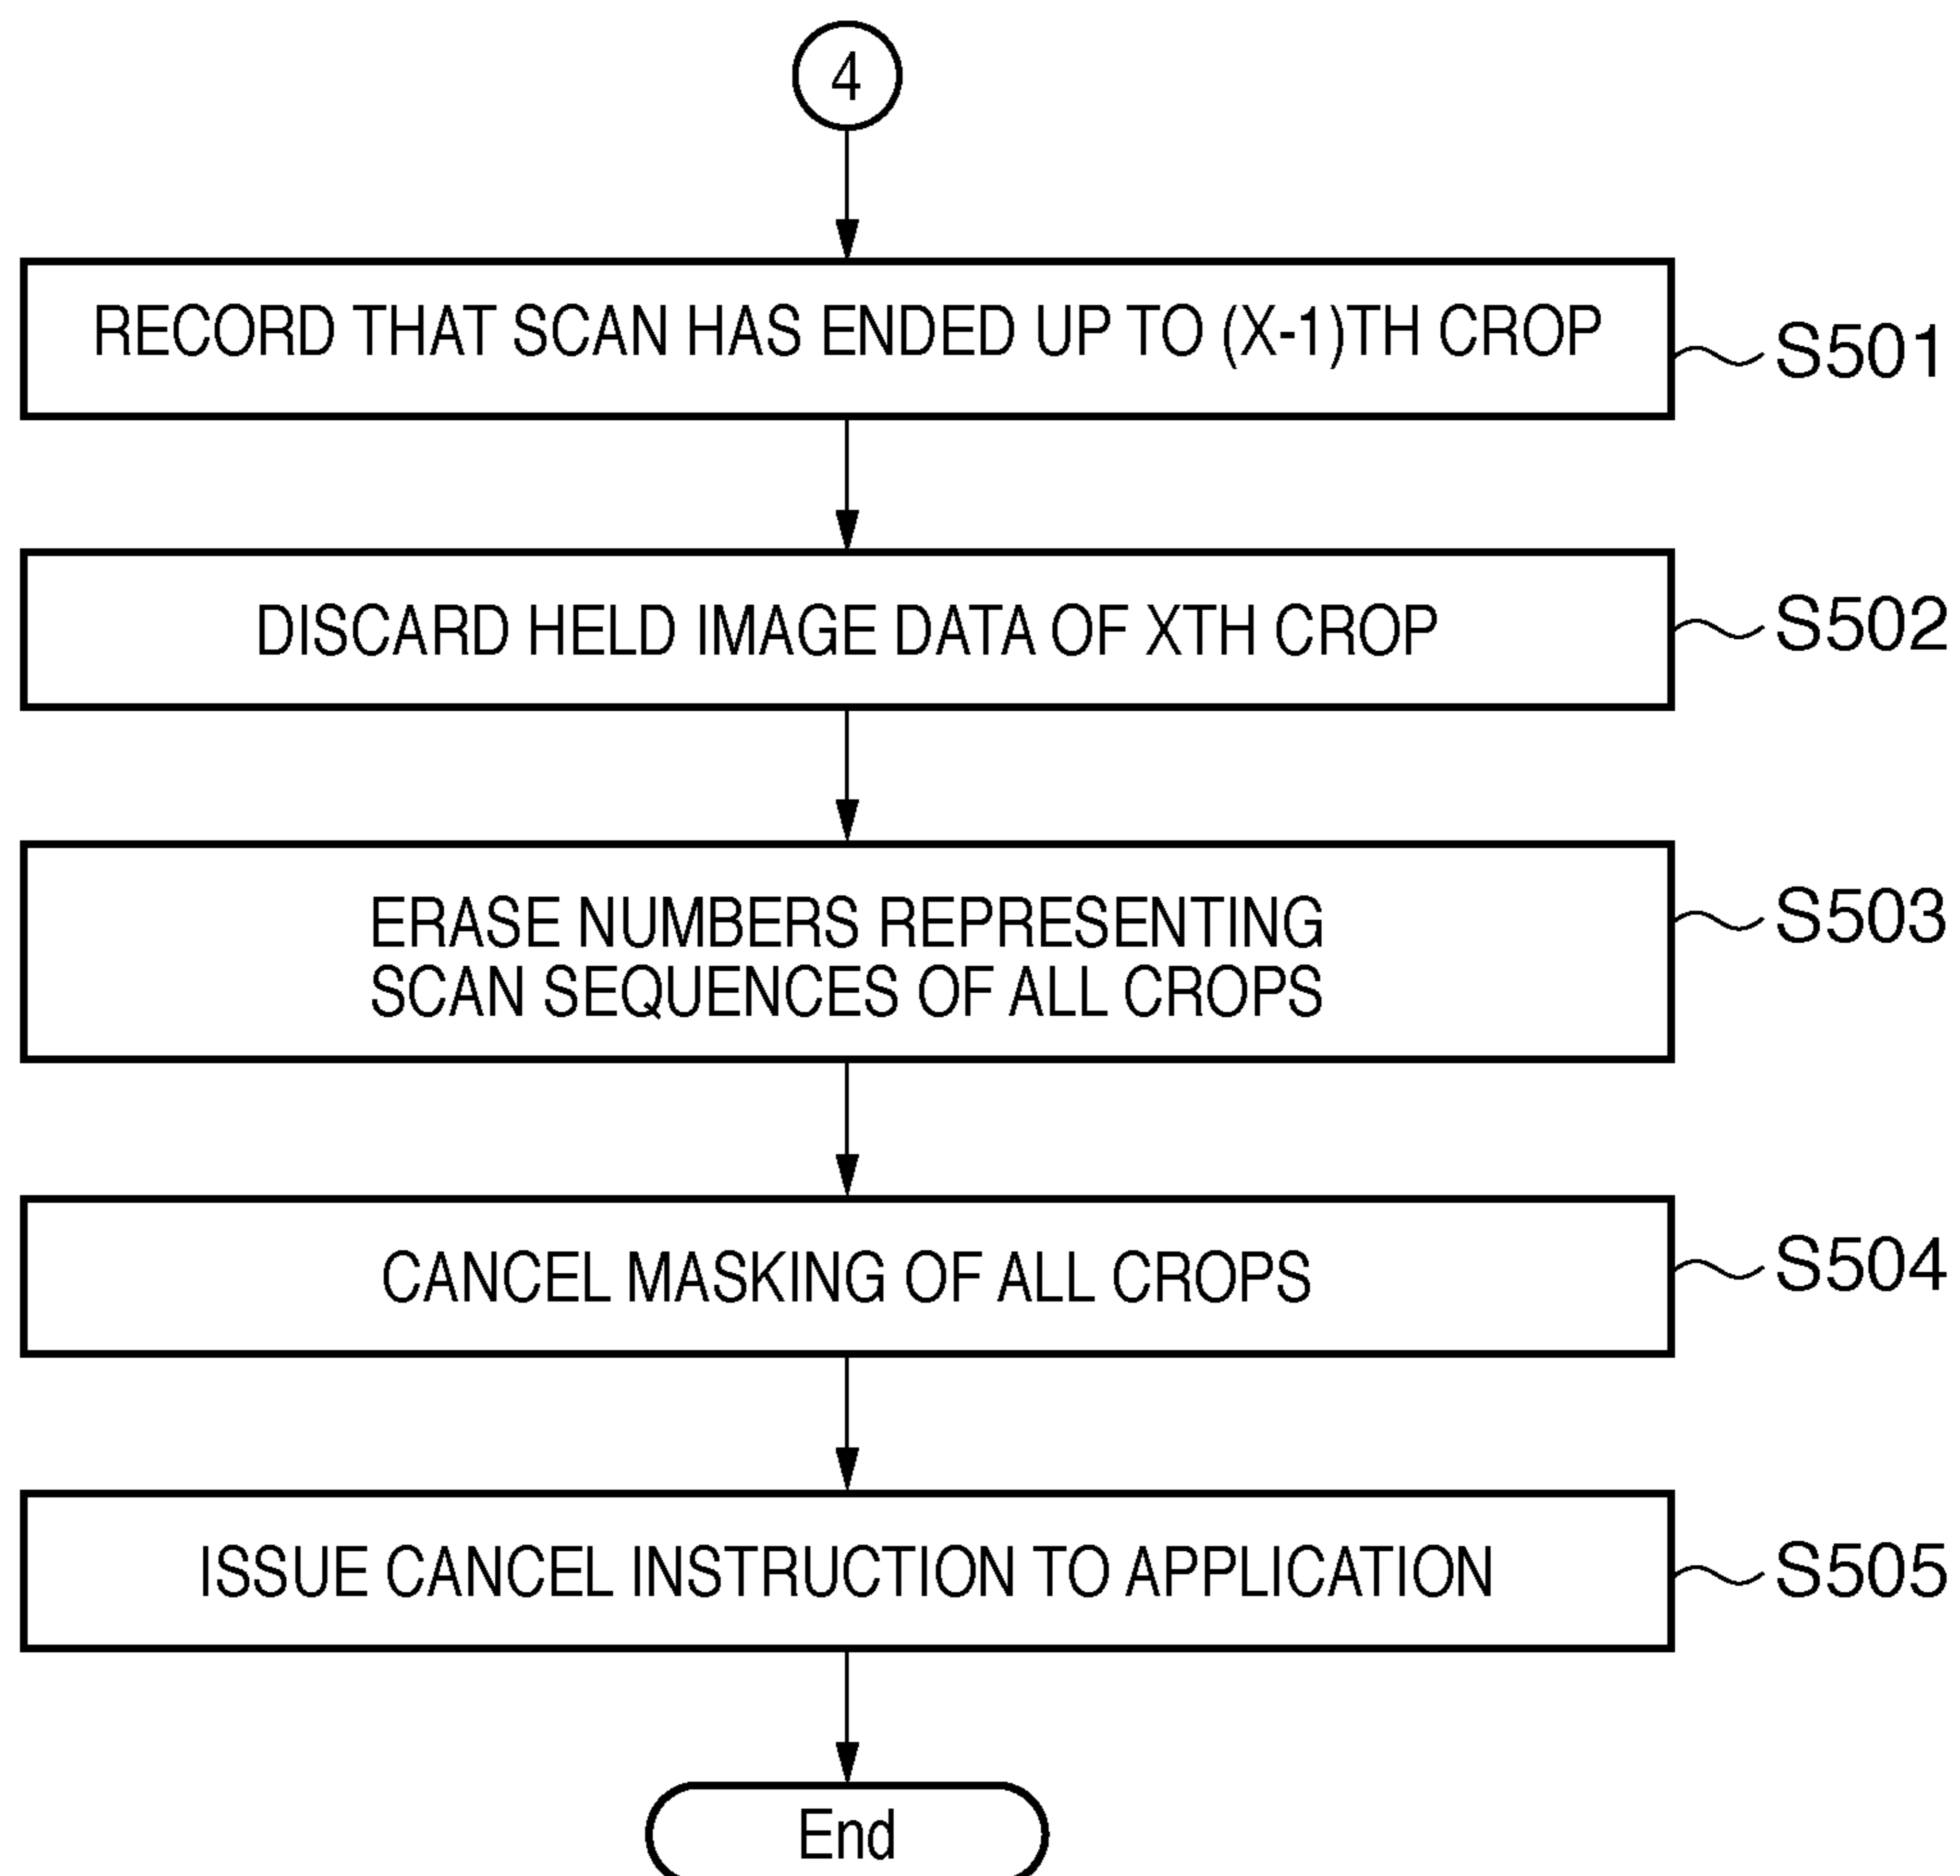 4
RECORD THAT SCAN HAS ENDED UP TO (X-1)TH CROP
S501
DISCARD HELD IMAGE DATA OF XTH CROP
S502
ERASE NUMBERS REPRESENTING
SCAN SEQUENCES OF ALL CROPS
S503
CANCEL MASKING OF ALL CROPS
S504
ISSUE CANCEL INSTRUCTION TO APPLICATION
S505
End